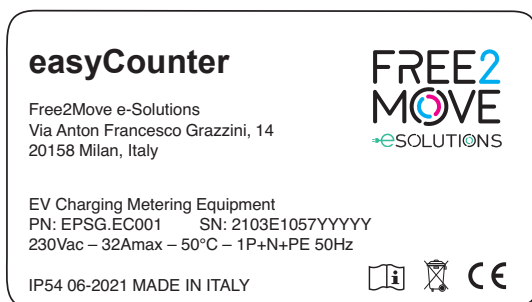 easyCounter
FREE2
MOVE
eSOLUTIONS
Free2Move e-Solutions
Via Anton Francesco Grazzini, 14
20158 Milan, Italy
EV Charging Metering Equipment
PN: EPSG.EC001 SN: 2103E1057YYYYY
230Vac – 32Amax – 50°C – 1P+N+PE 50Hz
IP54 06-2021 MADE IN ITALY
i CE